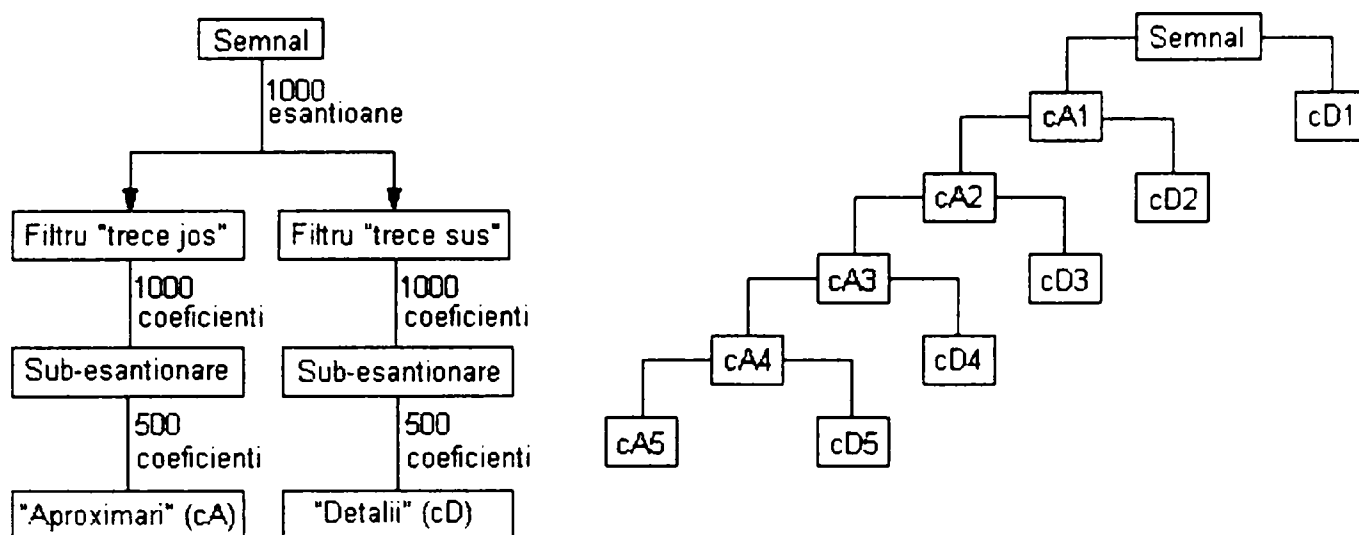 Semnal
1000
esantioane
Filtru "trece jos"
Filtru "trece sus"
1000
coeficienti
1000
coeficienti
Sub-esantionare
Sub-esantionare
500
coeficienti
500
coeficienti
"Aproximari" (cA)
"Detalii" (cD)
Semnal
cA1
cD1
cA2
cD2
cA3
cD3
cA4
cD4
cA5
cD5